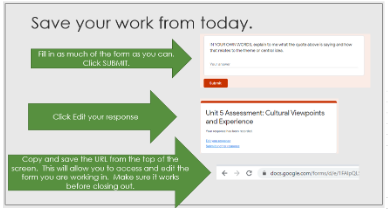 Save your work from today.
Fill in as much of the form as you can.
Click SUBMIT.
IN YOUR OWN WORDS explain to me what the quote above is saying and how
that relates to the theme or central idea.
Submit
Click Edit your response
Unit 5 Assessment: Cultural Viewpoints
and Experience
Your response has been recorded.
Copy and save the URL from the top of the
screen. This will allow you to access and edit the
form you are working in. Make sure it works
before closing out.
docs.google.com/forms/d/e/1FAIpQL